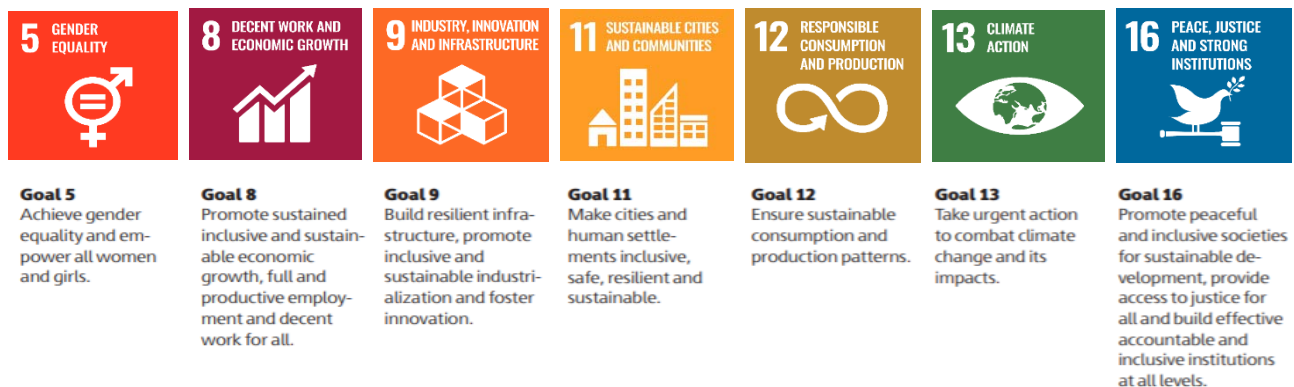 5 GENDER
EQUALITY
8 DECENT WORK AND
ECONOMIC GROWTH
9 INDUSTRY, INNOVATION
AND INFRASTRUCTURE
11 SUSTAINABLE CITIES
AND COMMUNITIES
12 RESPONSIBLE
CONSUMPTION
AND PRODUCTION
13 CLIMATE
ACTION
16 PEACE, JUSTICE
AND STRONG
INSTITUTIONS
Goal 5
Achieve gender
equality and em-
power all women
and girls.
Goal 8
Promote sustained
inclusive and sustain-
able economic
growth, full and
productive employ-
ment and decent
work for all.
Goal 9
Build resilient infra-
structure, promote
inclusive and
sustainable industri-
alization and foster
innovation.
Goal 11
Make cities and
human settle-
ments inclusive,
safe, resilient and
sustainable.
Goal 12
Ensure sustainable
consumption and
production patterns.
Goal 13
Take urgent action
to combat climate
change and its
impacts.
Goal 16
Promote peaceful
and inclusive societies
for sustainable de-
velopment, provide
access to justice for
all and build effective
accountable and
inclusive institutions
at all levels.